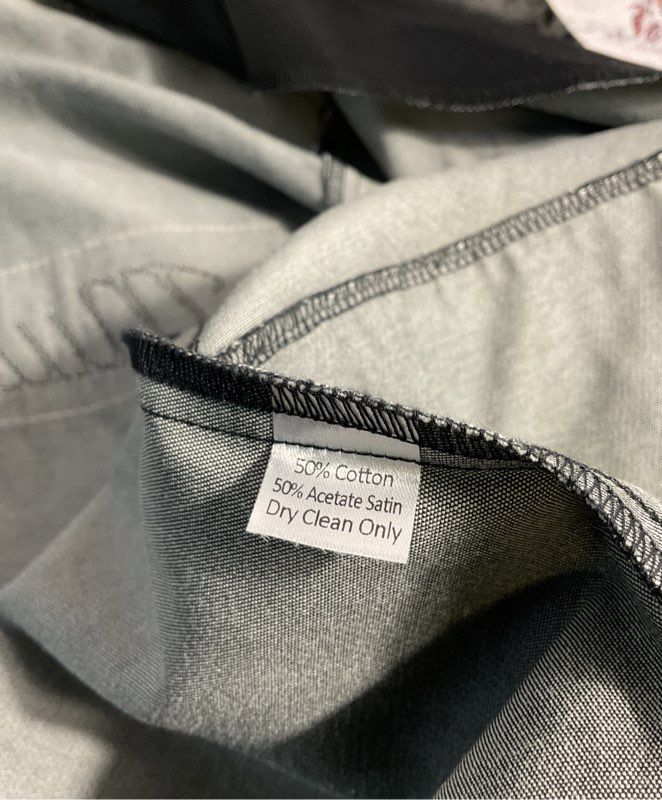 50% Cotton
50% Acetate Satin
Dry Clean Only